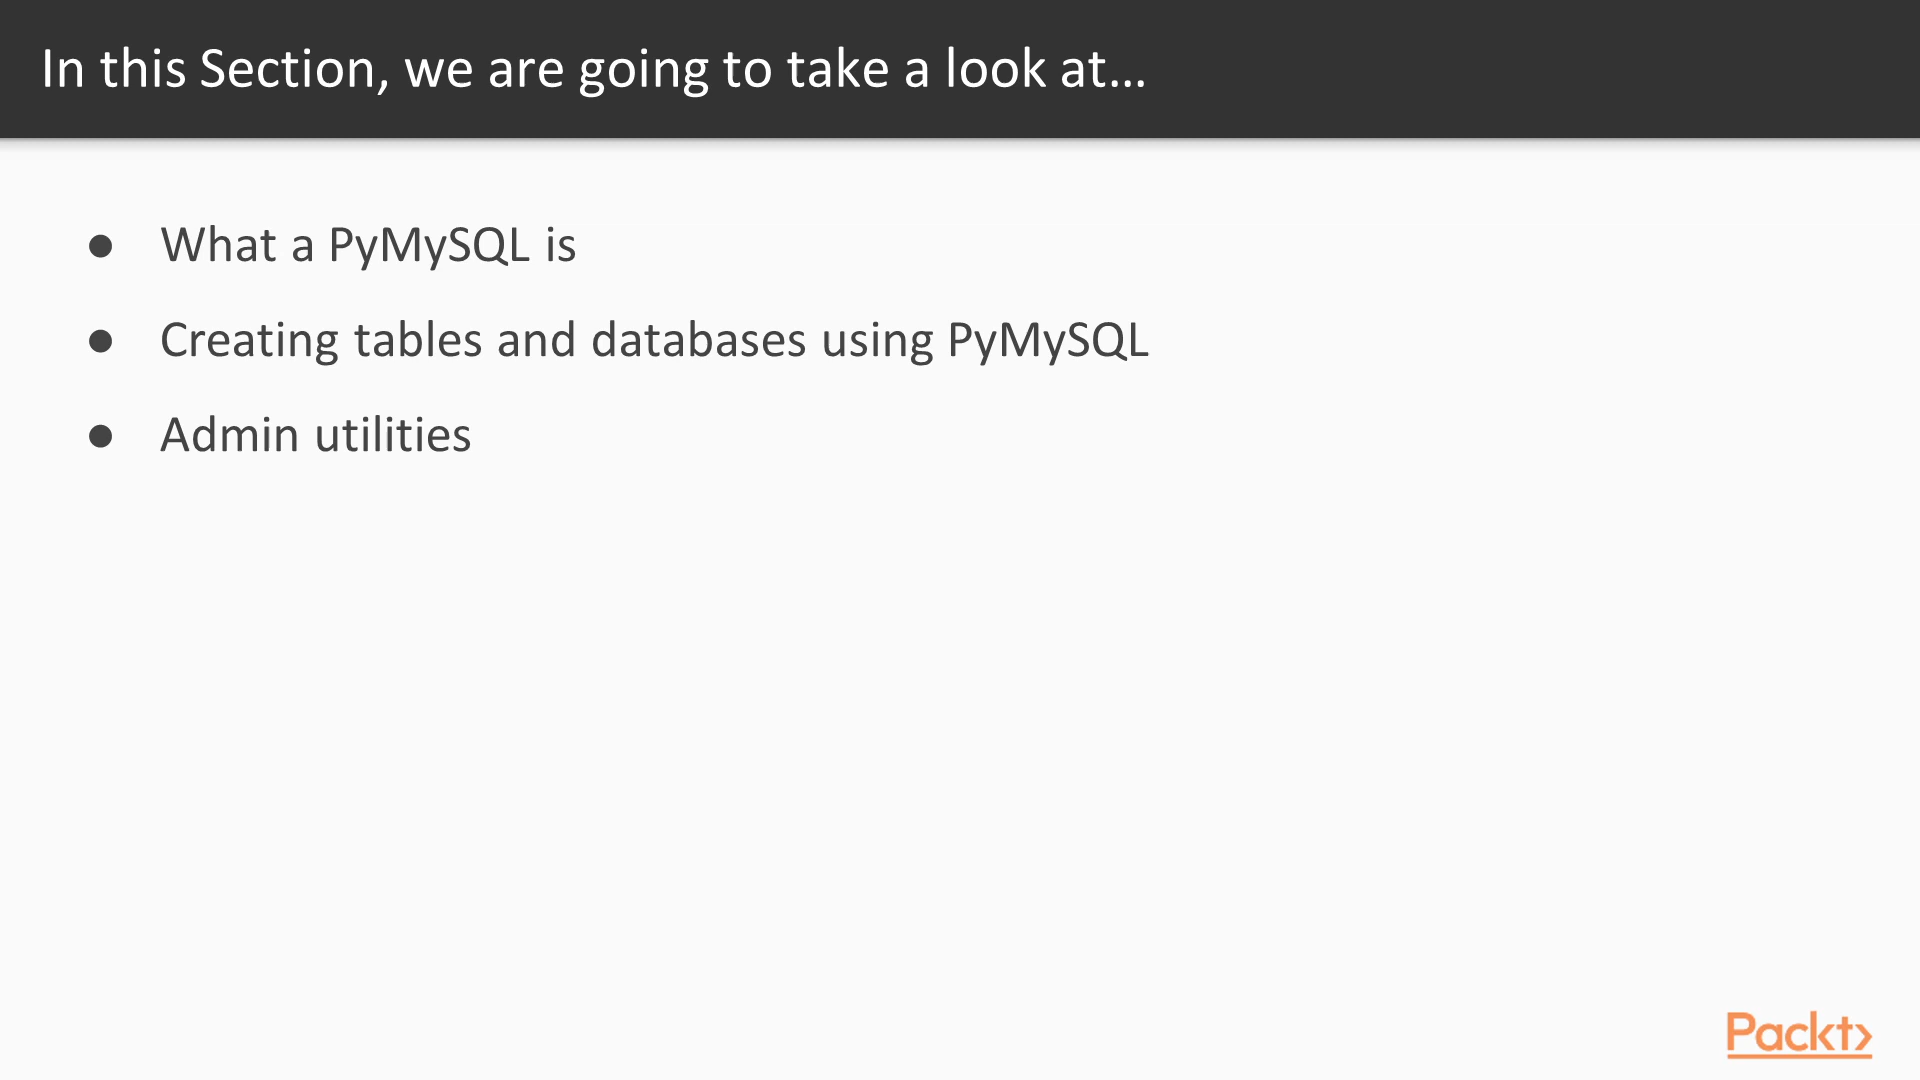 In this Section, we are going to take a look at...
● What a PyMySQL is
● Creating tables and databases using PyMySQL
● Admin utilities
Packt>